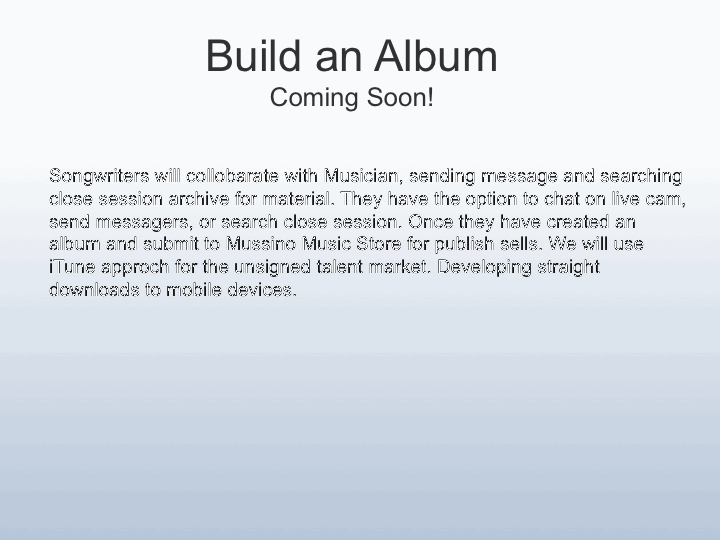 Build an Album
Coming Soon!
Songwriters will collobarate with Musician, sending message and searching
close session archive for material. They have the option to chat on live cam,
send messagers, or search close session. Once they have created an
album and submit to Mussino Music Store for publish sells. We will use
iTune approch for the unsigned talent market. Developing straight
downloads to mobile devices.